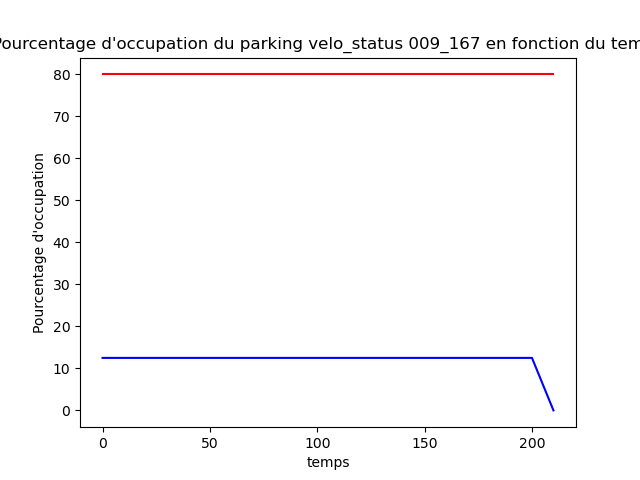 Pourcentage d'occupation du parking velo_status 009_167 en fonction du tem
80
70
60
50
40
30
20
10
0
Pourcentage d'occupation
0 50 100 150 200
temps